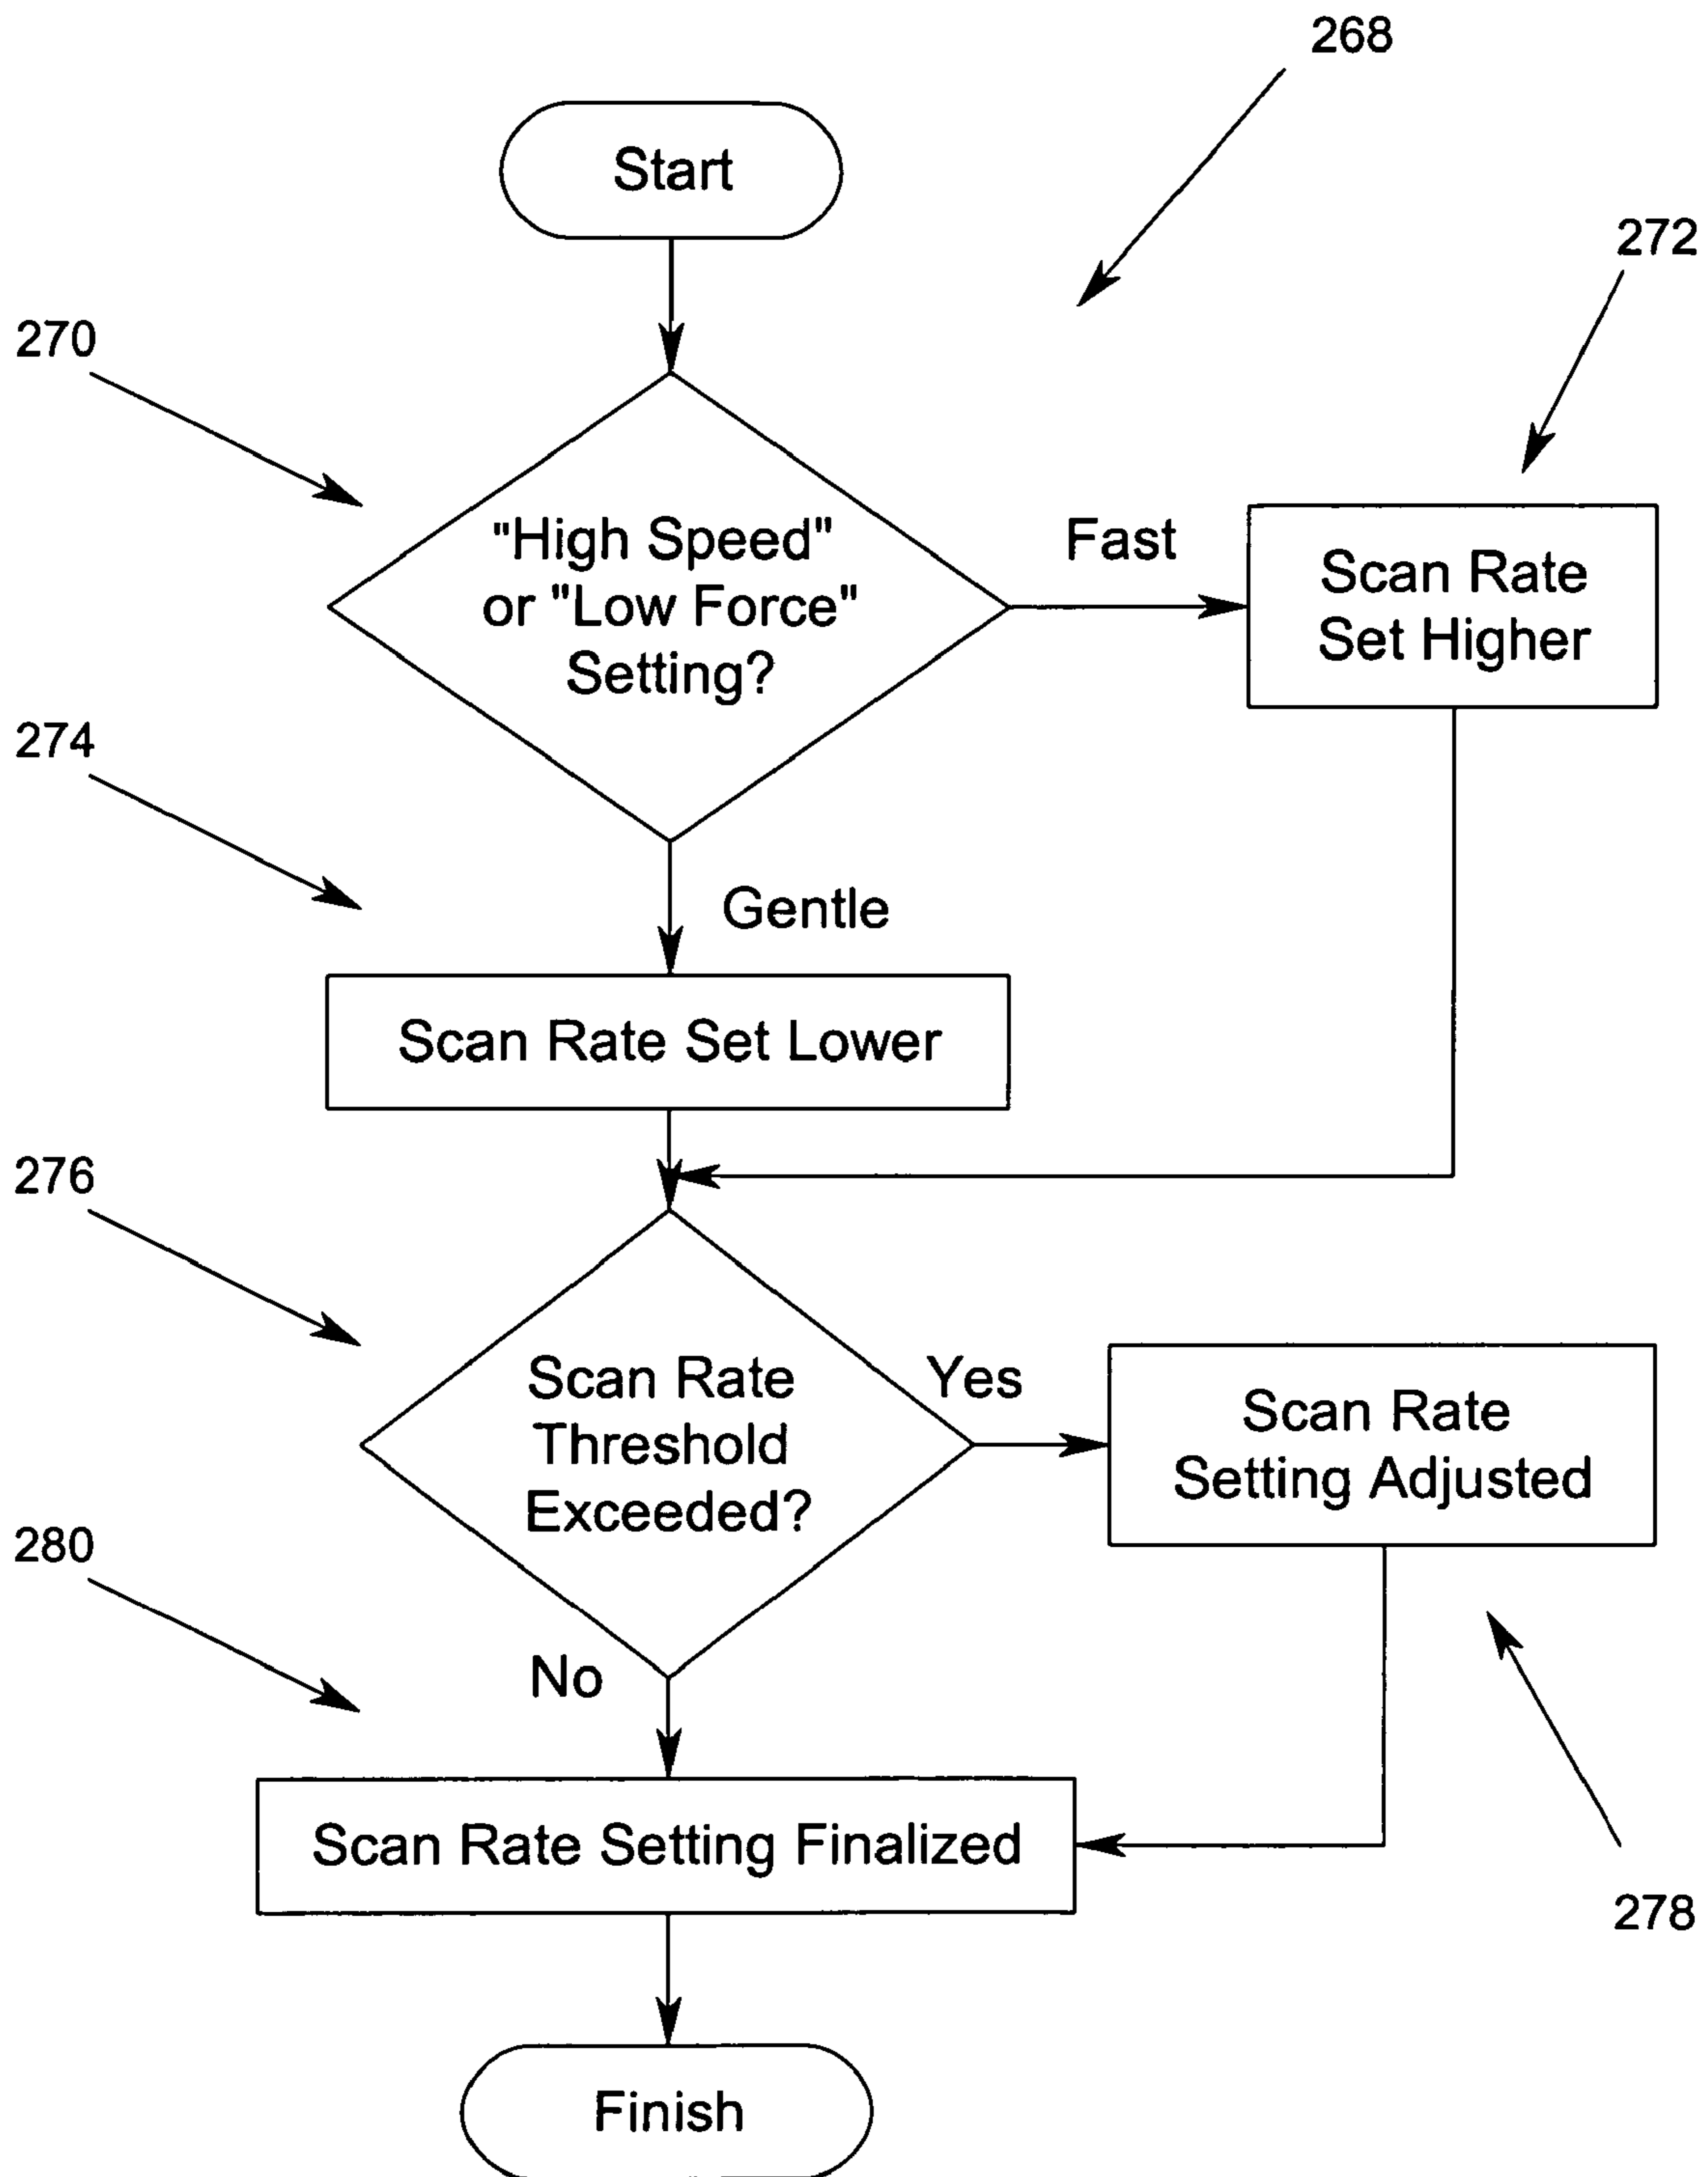 268
Start
272
270
"High Speed"
or "Low Force"
Setting?
Fast
Scan Rate
Set Higher
274
Gentle
Scan Rate Set Lower
276
Scan Rate
Threshold
Exceeded?
Yes
Scan Rate
Setting Adjusted
280
No
Scan Rate Setting Finalized
278
Finish